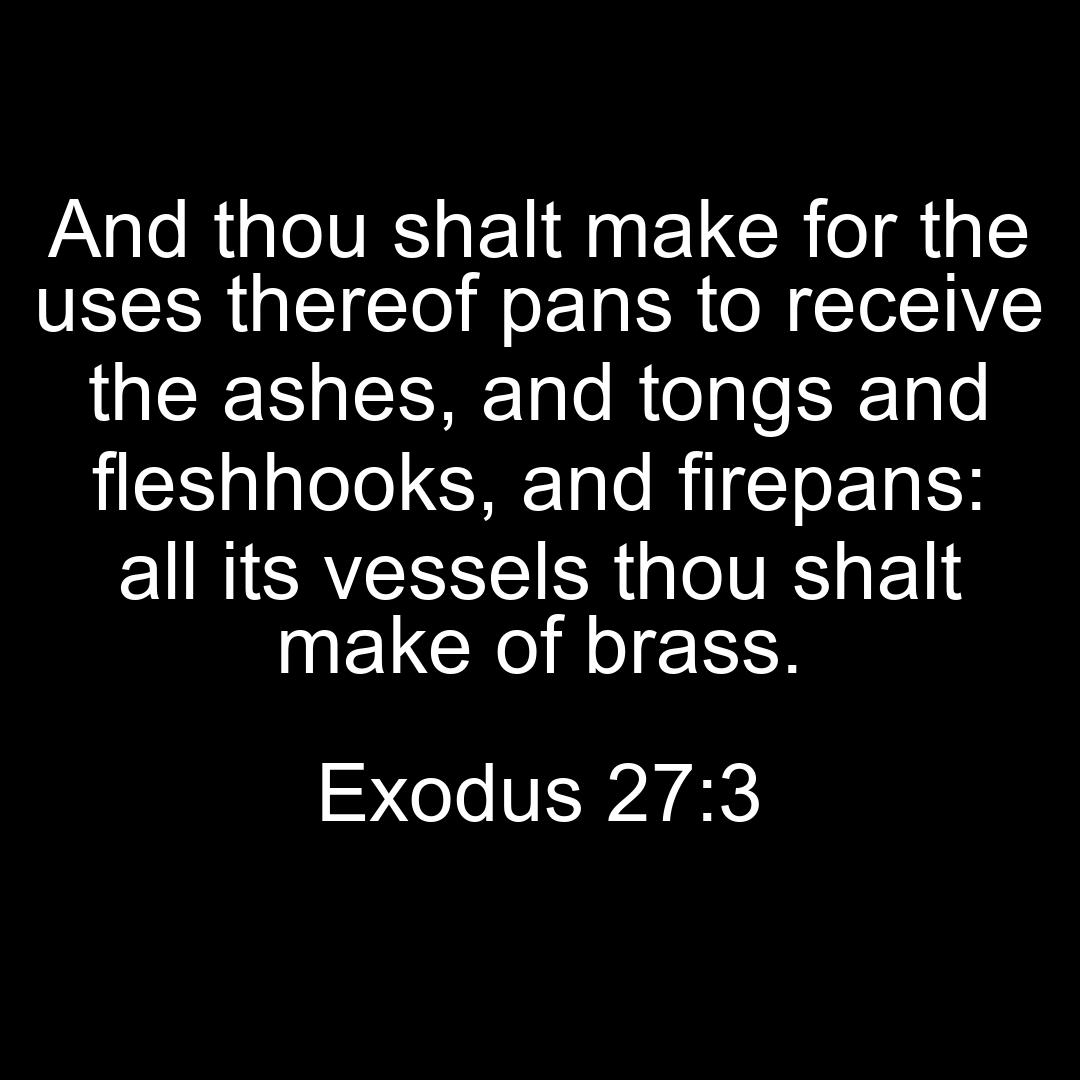 And thou shalt make for the
uses thereof pans to receive
the ashes, and tongs and
fleshhooks, and firepans:
all its vessels thou shalt
make of brass.
Exodus 27:3